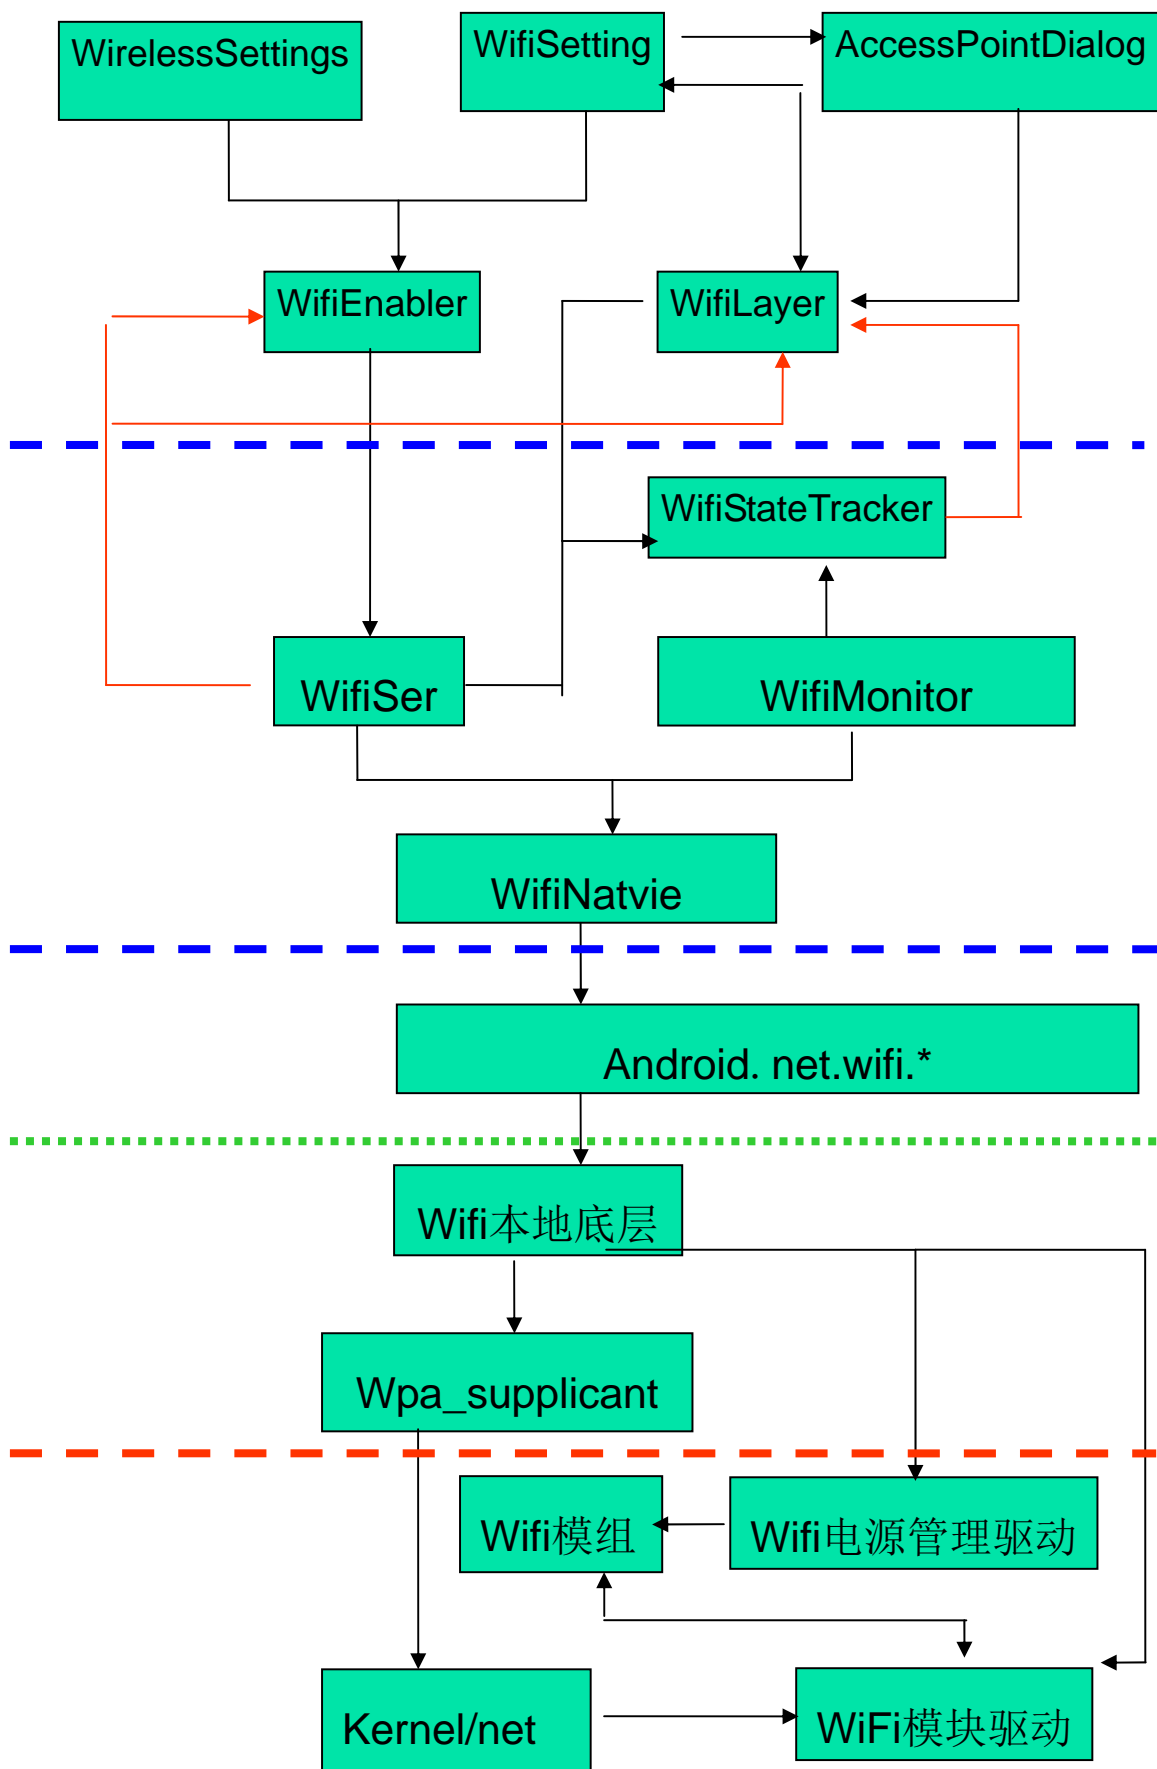 WirelessSettings
WifiSetting
AccessPointDialog
WifiEnabler
WifiLayer
WifiStateTracker
WifiSer
WifiMonitor
WifiNatvie
Android. net.wifi.*
Wifi本地底层
Wpa_supplicant
Wifi模组
Wifi电源管理驱动
Kernel/net
WiFi模块驱动